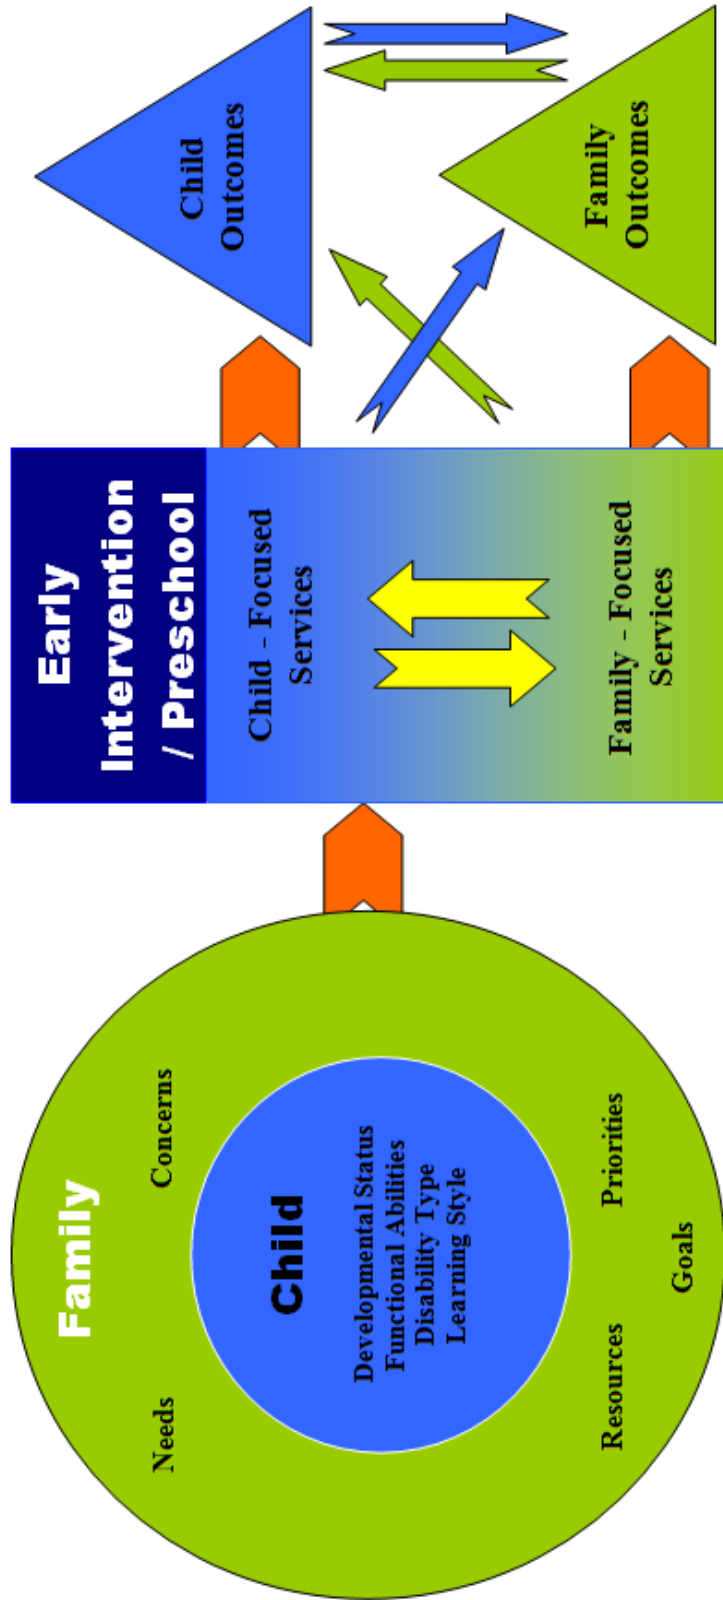 Family
Needs
Concerns
Child
Developmental Status
Functional Abilities
Disability Type
Learning Style
Resources
Priorities
Goals
Early
Intervention
/ Preschool
Child - Focused
Services
Family - Focused
Services
Child
Outcomes
Family
Outcomes